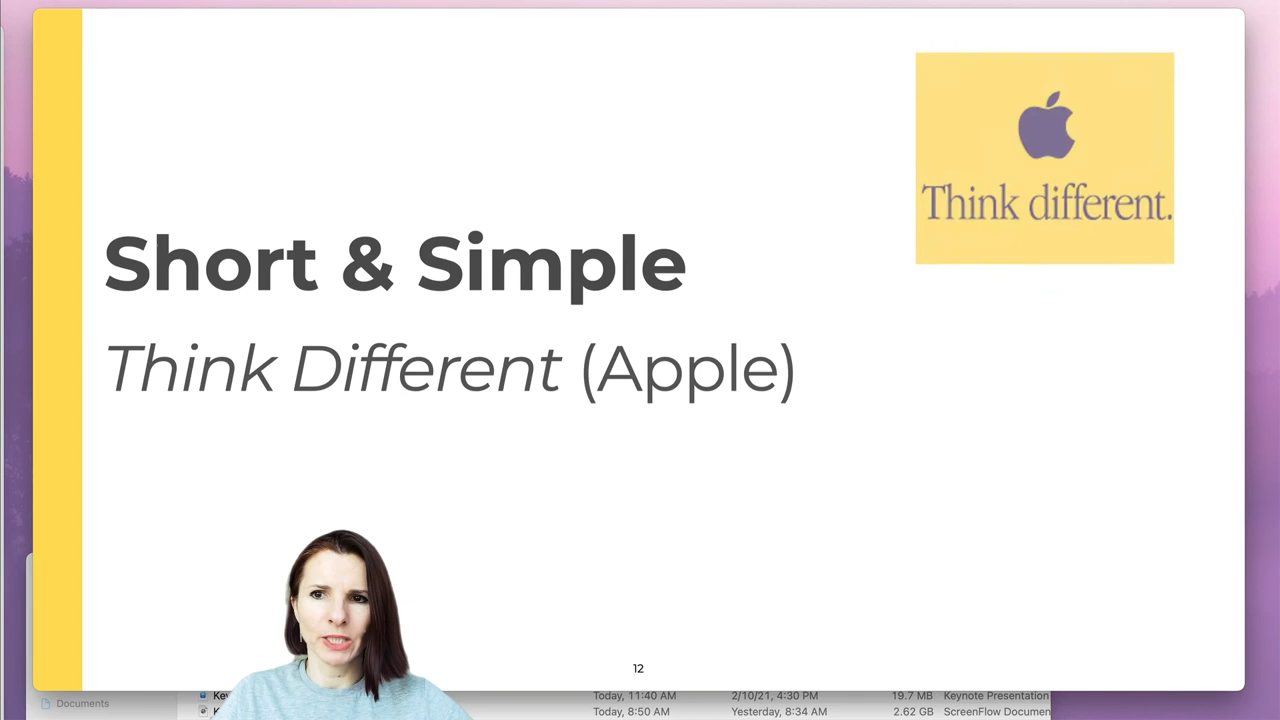 Think different.
Short & Simple
Think Different (Apple)
12
Today, 11:40 AM 2/10/21, 4:30 PM 19.7 MB Keynote Presentation
Documents
Today, 8:50 AM Yesterday, 8:34 AM 2.62 GB ScreenFlow Documen